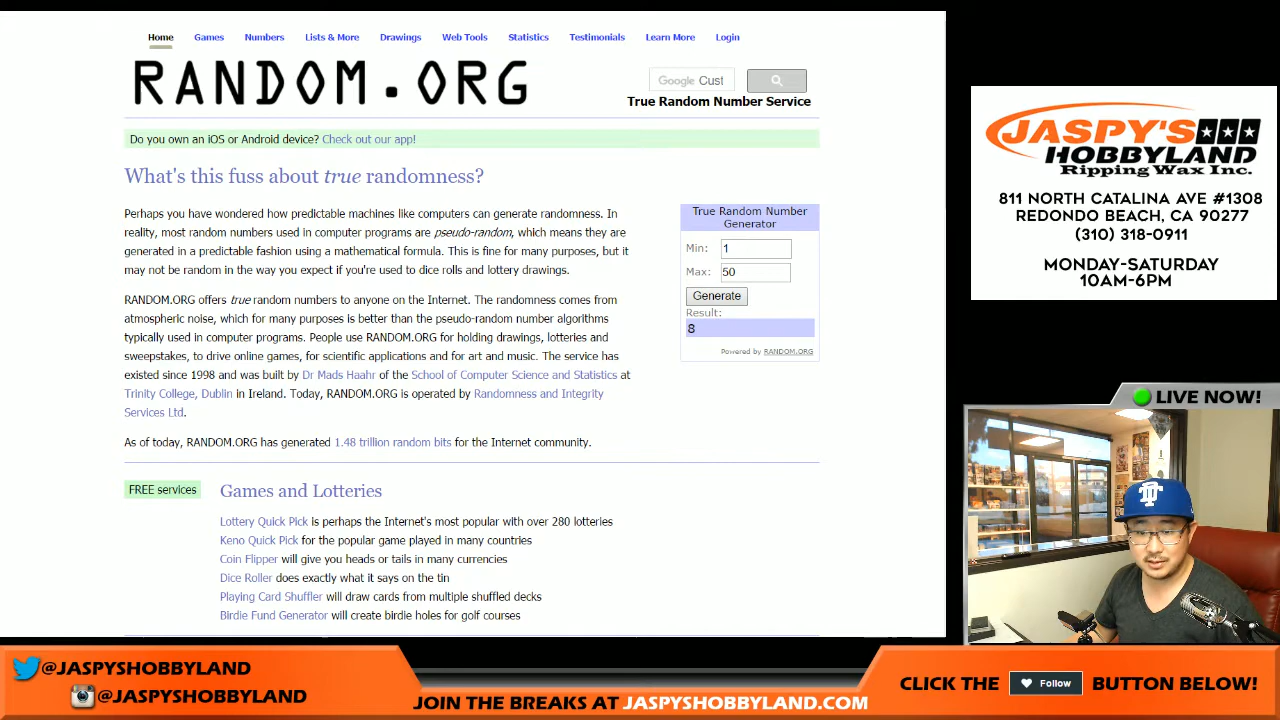 Home Games Numbers Lists & More Drawings Web Tools Statistics Testimonials Learn More Login
RANDOM.ORG
Google Cust
True Random Number Service
Do you own an iOS or Android device? Check out our app!
What's this fuss about true randomness?
Perhaps you have wondered how predictable machines like computers can generate randomness. In
reality, most random numbers used in computer programs are pseudo-random, which means they are
generated in a predictable fashion using a mathematical formula. This is fine for many purposes, but it
may not be random in the way you expect if you're used to dice rolls and lottery drawings.
RANDOM.ORG offers true random numbers to anyone on the Internet. The randomness comes from
atmospheric noise, which for many purposes is better than the pseudo-random number algorithms
typically used in computer programs. People use RANDOM.ORG for holding drawings, lotteries and
sweepstakes, to drive online games, for scientific applications and for art and music. The service has
existed since 1998 and was built by Dr Mads Haahr of the School of Computer Science and Statistics at
Trinity College, Dublin in Ireland. Today, RANDOM.ORG is operated by Randomness and Integrity
Services Ltd.
As of today, RANDOM.ORG has generated 1.48 trillion random bits for the Internet community.
True Random Number
Generator
Min: 1
Max: 50
Generate
Result:
8
Powered by RANDOM.ORG
FREE services
Games and Lotteries
Lottery Quick Pick is perhaps the Internet's most popular with over 280 lotteries
Keno Quick Pick for the popular game played in many countries
Coin Flipper will give you heads or tails in many currencies
Dice Roller does exactly what it says on the tin
Playing Card Shuffler will draw cards from multiple shuffled decks
Birdie Fund Generator will create birdie holes for golf courses
JASPY'S
HOBBYLAND
Ripping Wax Inc.
811 NORTH CATALINA AVE #1308
REDONDO BEACH, CA 90277
(310) 318-0911
MONDAY-SATURDAY
10AM-6PM
LIVE NOW!
@JASPYSHOBBYLAND
@JASPYSHOBBYLAND
JOIN THE BREAKS AT JASPYSHOBBYLAND.COM
CLICK THE Follow BUTTON BELOW!